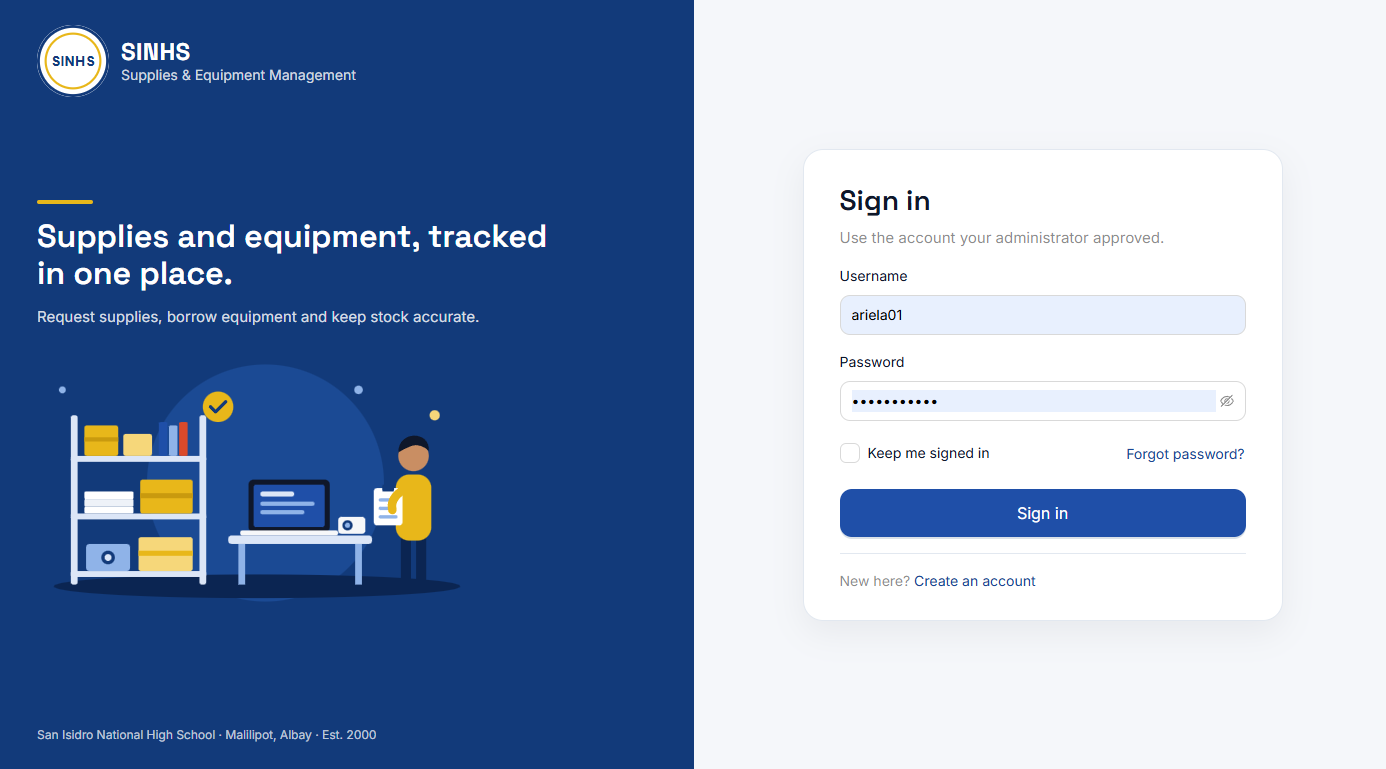 SINHS
SINHS
Supplies & Equipment Management
Supplies and equipment, tracked
in one place.
Request supplies, borrow equipment and keep stock accurate.
San Isidro National High School · Malilipot, Albay · Est. 2000
Sign in
Use the account your administrator approved.
Username
ariela01
Password
•••••••••••
Keep me signed in
Forgot password?
Sign in
New here? Create an account